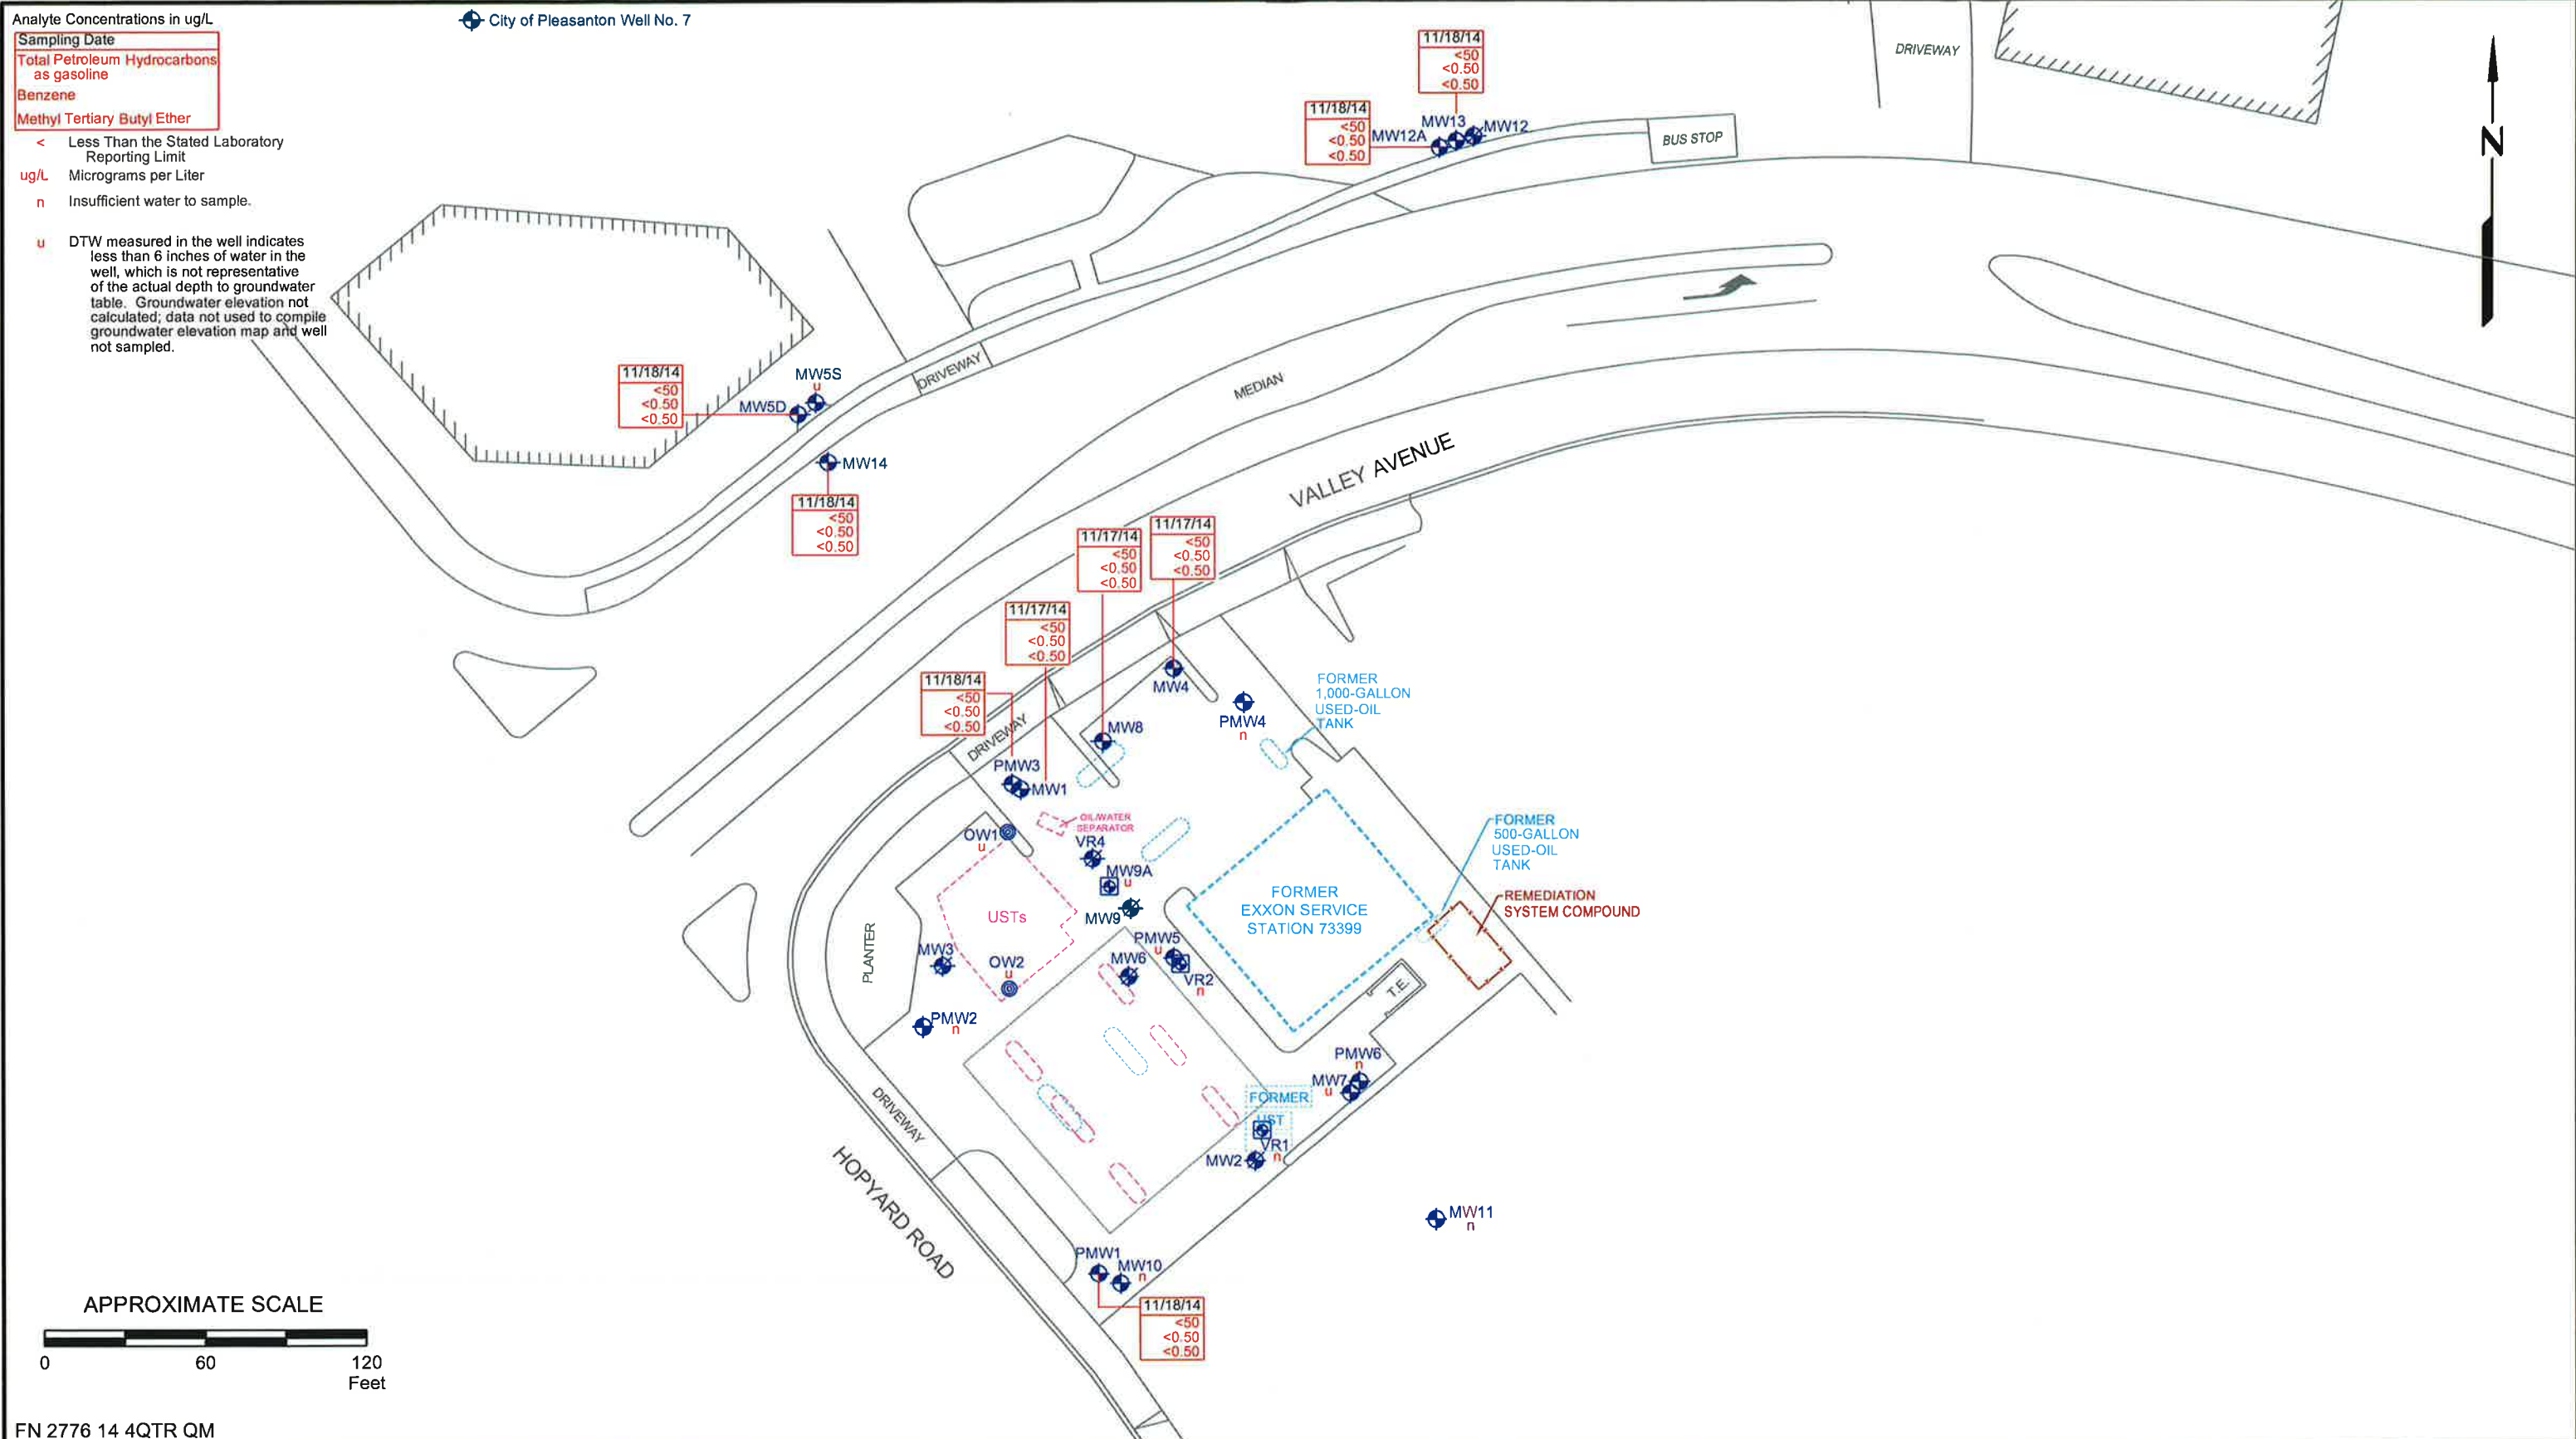 Analyte Concentrations in ug/L
Sampling Date
Total Petroleum Hydrocarbons
as gasoline
Benzene
Methyl Tertiary Butyl Ether
< Less Than the Stated Laboratory
Reporting Limit
ug/L Micrograms per Liter
n Insufficient water to sample.
u DTW measured in the well indicates
less than 6 inches of water in the
well, which is not representative
of the actual depth to groundwater
table. Groundwater elevation not
calculated; data not used to compile
groundwater elevation map and well
not sampled.
City of Pleasanton Well No. 7
11/18/14
<50
<0.50
<0.50
11/18/14
<50
<0.50
<0.50
MW12A
MW13
MW12
BUS STOP
DRIVEWAY
N
11/18/14
<50
<0.50
<0.50
MW5S
u
MW5D
DRIVEWAY
MEDIAN
VALLEY AVENUE
MW14
11/18/14
<50
<0.50
<0.50
11/17/14
<50
<0.50
<0.50
11/17/14
<50
<0.50
<0.50
11/17/14
<50
<0.50
<0.50
11/18/14
<50
<0.50
<0.50
MW4
PMW4
n
FORMER
1,000-GALLON
USED-OIL
TANK
MW8
DRIVEWAY
PMW3
MW1
OIL/WATER
SEPARATOR
OW1
u
VR4
MW9A
u
MW9
USTs
FORMER
EXXON SERVICE
STATION 73399
FORMER
500-GALLON
USED-OIL
TANK
REMEDIATION
SYSTEM COMPOUND
PLANTER
MW3
OW2
u
PMW5
u
MW6
VR2
n
T.E.
PMW2
n
PMW6
n
MW7
u
FORMER
UST
VR1
n
MW2
DRIVEWAY
HOPYARD ROAD
MW11
n
PMW1
MW10
n
11/18/14
<50
<0.50
<0.50
APPROXIMATE SCALE
0 60 120
Feet
FN 2776 14 4QTR QM